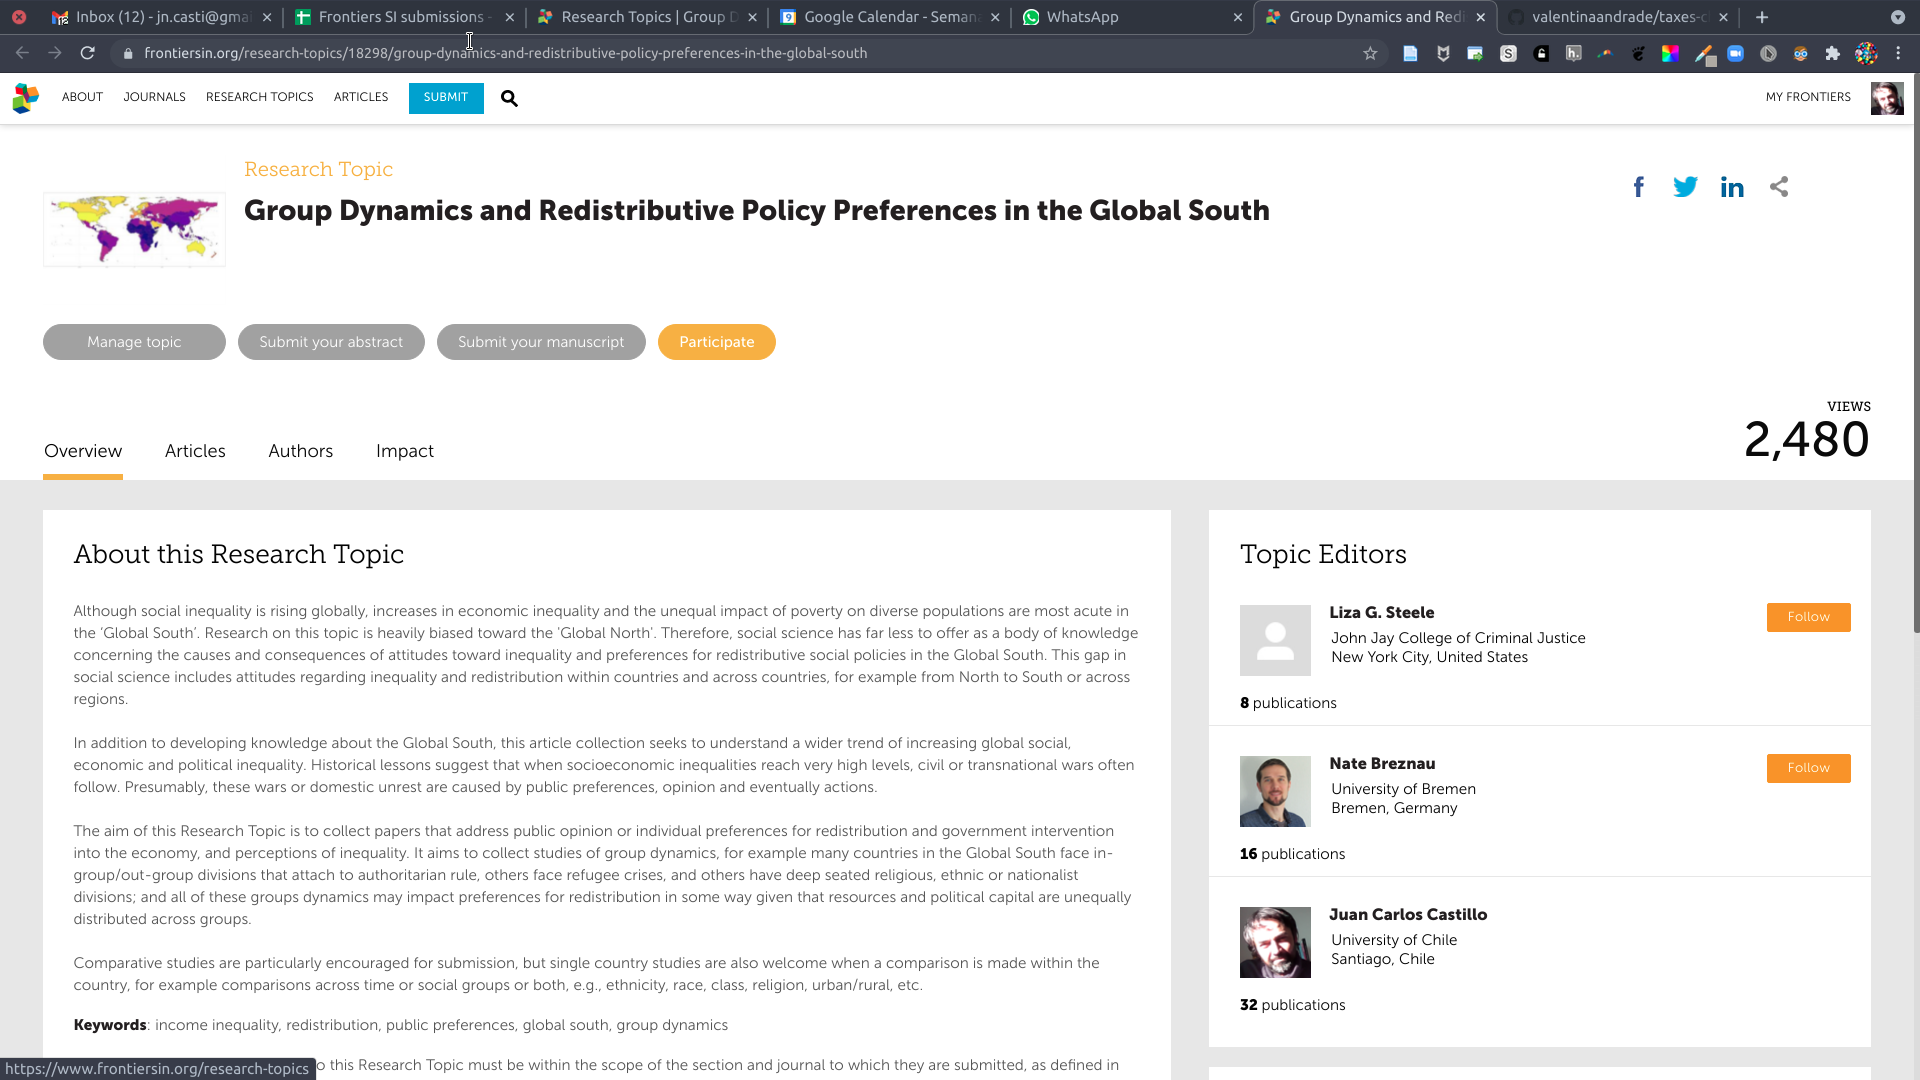 Inbox (12) - jn.casti@gma
Frontiers SI submissions -
Research Topics | Group D
Google Calendar - Seman
WhatsApp
Group Dynamics and Redi
valentinaandrade/taxes-c
frontiersin.org/research-topics/18298/group-dynamics-and-redistributive-policy-preferences-in-the-global-south
ABOUT
JOURNALS
RESEARCH TOPICS
ARTICLES
SUBMIT
MY FRONTIERS
Research Topic
Group Dynamics and Redistributive Policy Preferences in the Global South
Manage topic
Submit your abstract
Submit your manuscript
Participate
VIEWS
2,480
Overview
Articles
Authors
Impact
About this Research Topic
Although social inequality is rising globally, increases in economic inequality and the unequal impact of poverty on diverse populations are most acute in
the ‘Global South’. Research on this topic is heavily biased toward the 'Global North'. Therefore, social science has far less to offer as a body of knowledge
concerning the causes and consequences of attitudes toward inequality and preferences for redistributive social policies in the Global South. This gap in
social science includes attitudes regarding inequality and redistribution within countries and across countries, for example from North to South or across
regions.
In addition to developing knowledge about the Global South, this article collection seeks to understand a wider trend of increasing global social,
economic and political inequality. Historical lessons suggest that when socioeconomic inequalities reach very high levels, civil or transnational wars often
follow. Presumably, these wars or domestic unrest are caused by public preferences, opinion and eventually actions.
The aim of this Research Topic is to collect papers that address public opinion or individual preferences for redistribution and government intervention
into the economy, and perceptions of inequality. It aims to collect studies of group dynamics, for example many countries in the Global South face in-
group/out-group divisions that attach to authoritarian rule, others face refugee crises, and others have deep seated religious, ethnic or nationalist
divisions; and all of these groups dynamics may impact preferences for redistribution in some way given that resources and political capital are unequally
distributed across groups.
Comparative studies are particularly encouraged for submission, but single country studies are also welcome when a comparison is made within the
country, for example comparisons across time or social groups or both, e.g., ethnicity, race, class, religion, urban/rural, etc.
Keywords: income inequality, redistribution, public preferences, global south, group dynamics
o this Research Topic must be within the scope of the section and journal to which they are submitted, as defined in
https://www.frontiersin.org/research-topics
Topic Editors
Liza G. Steele
Follow
John Jay College of Criminal Justice
New York City, United States
8 publications
Nate Breznau
Follow
University of Bremen
Bremen, Germany
16 publications
Juan Carlos Castillo
University of Chile
Santiago, Chile
32 publications